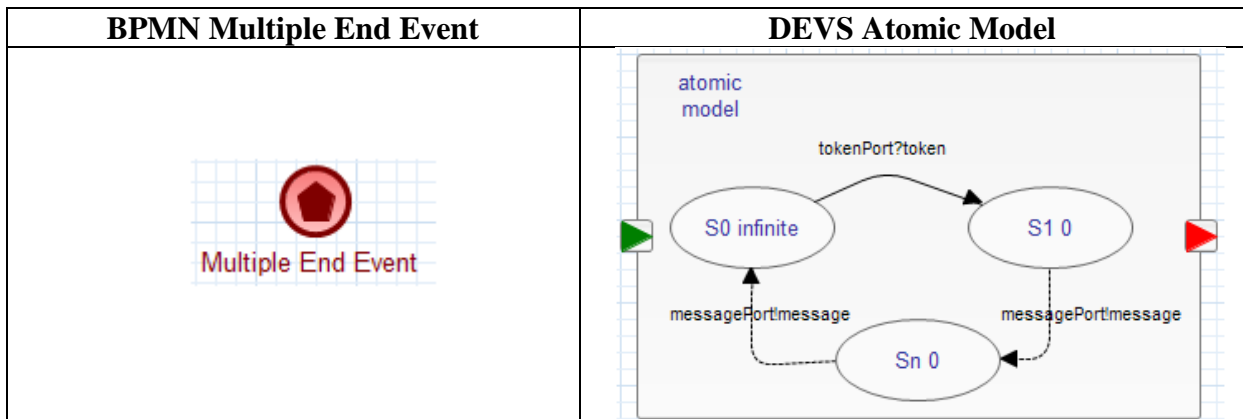 BPMN Multiple End Event
DEVS Atomic Model
Multiple End Event
atomic
model
tokenPort?token
S0 infinite
S1 0
messagePort!message
messagePort!message
Sn 0